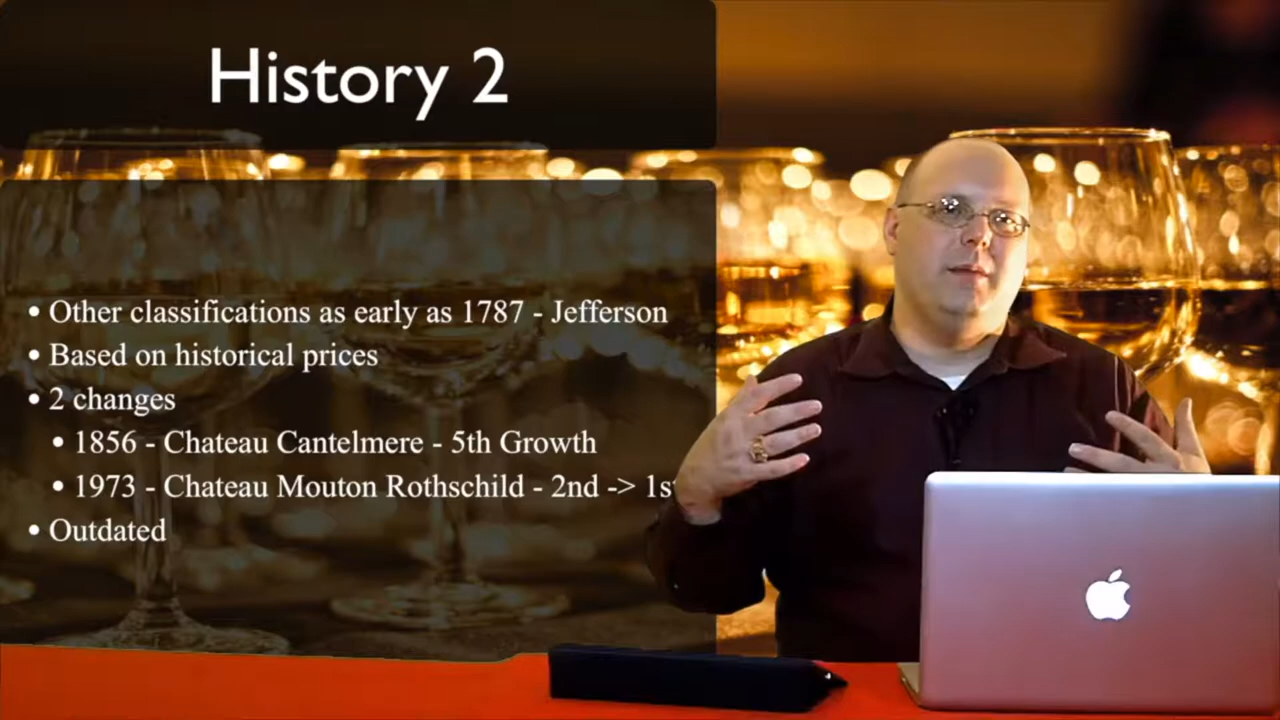 History 2
• Other classifications as early as 1787 - Jefferson
• Based on historical prices
• 2 changes
• 1856 - Chateau Cantelmere - 5th Growth
• 1973 - Chateau Mouton Rothschild - 2nd -> 1s
• Outdated